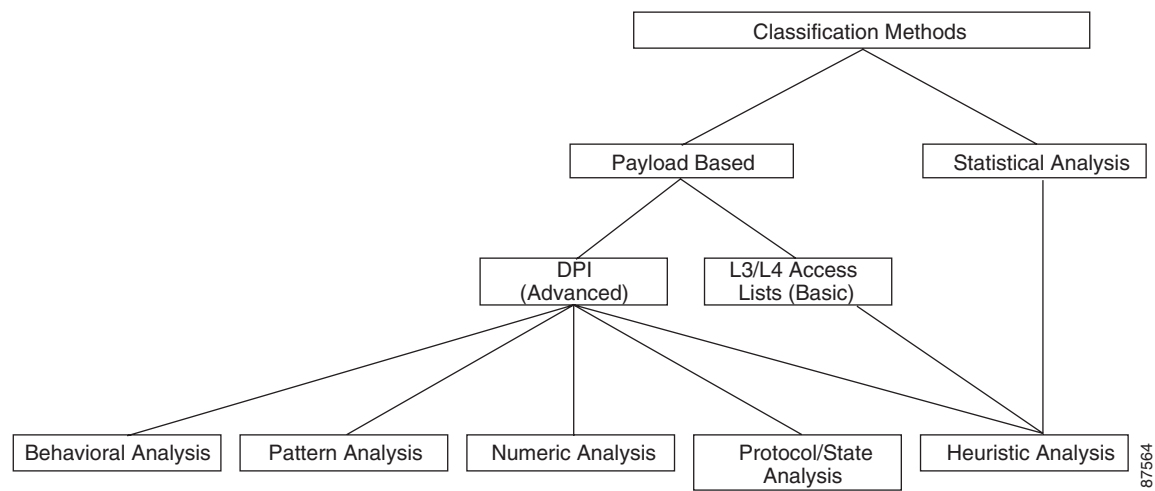 Classification Methods
Payload Based
Statistical Analysis
DPI
(Advanced)
L3/L4 Access
Lists (Basic)
Behavioral Analysis
Pattern Analysis
Numeric Analysis
Protocol/State
Analysis
Heuristic Analysis
87564